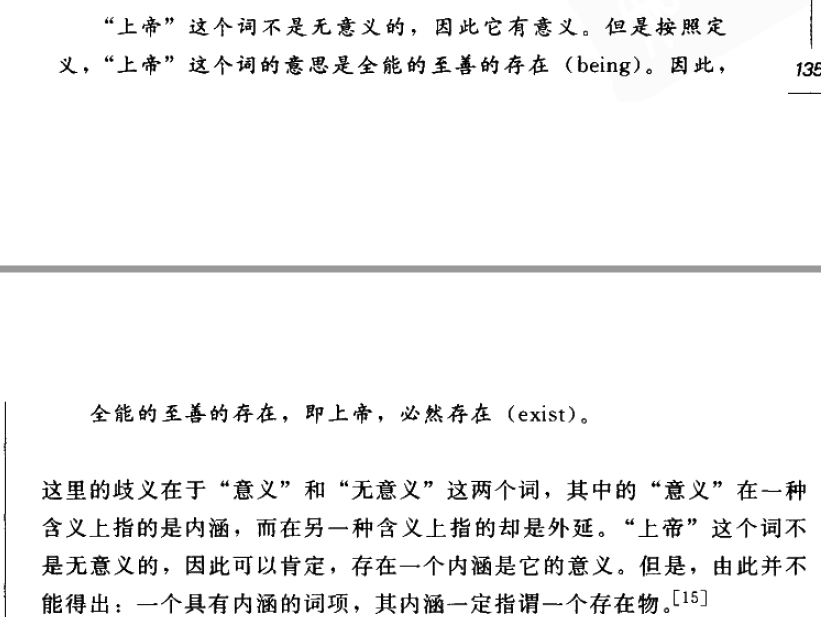 “上帝”这个词不是无意义的，因此它有意义。但是按照定
义，“上帝”这个词的意思是全能的至善的存在（being）。因此，
135
全能的至善的存在，即上帝，必然存在（exist）。
这里的歧义在于“意义”和“无意义”这两个词，其中的“意义”在一种
含义上指的是内涵，而在另一种含义上指的却是外延。“上帝”这个词不
是无意义的，因此可以肯定，存在一个内涵是它的意义。但是，由此并不
能得出：一个具有内涵的词项，其内涵一定指谓一个存在物。[15]